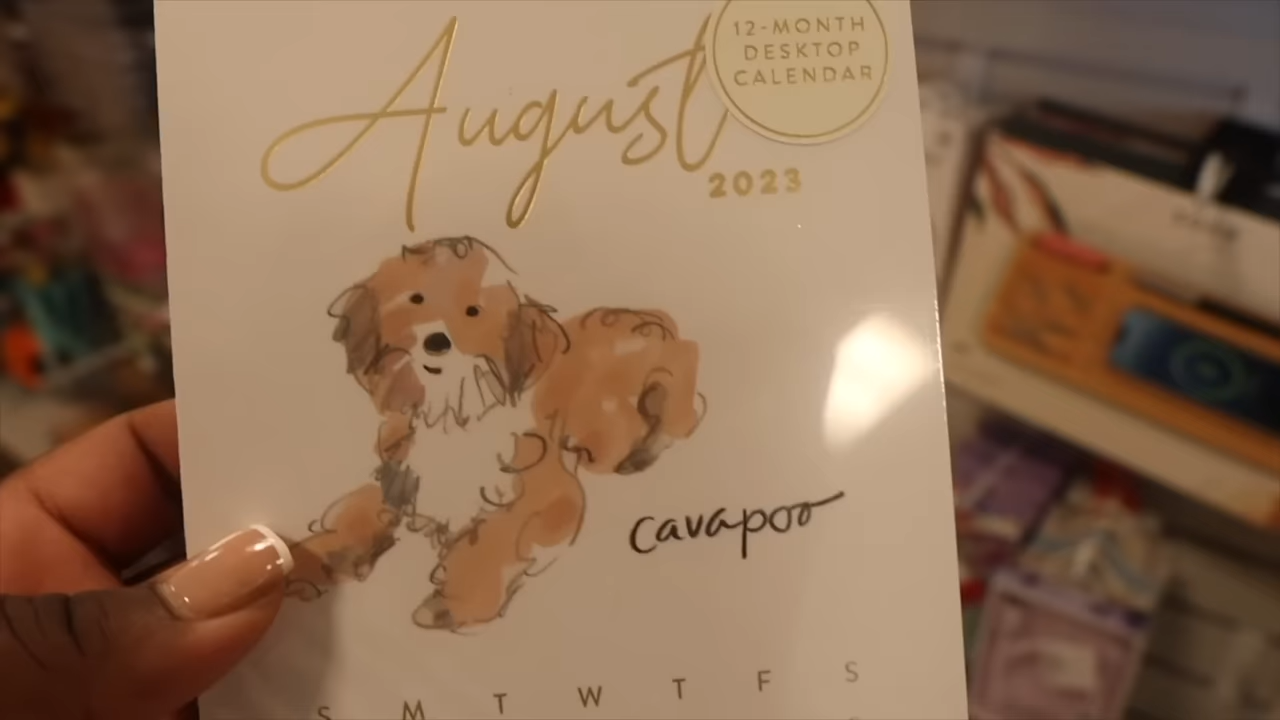 August
12-MONTH
DESKTOP
CALENDAR
2023
cavapoo
S M T W T F S